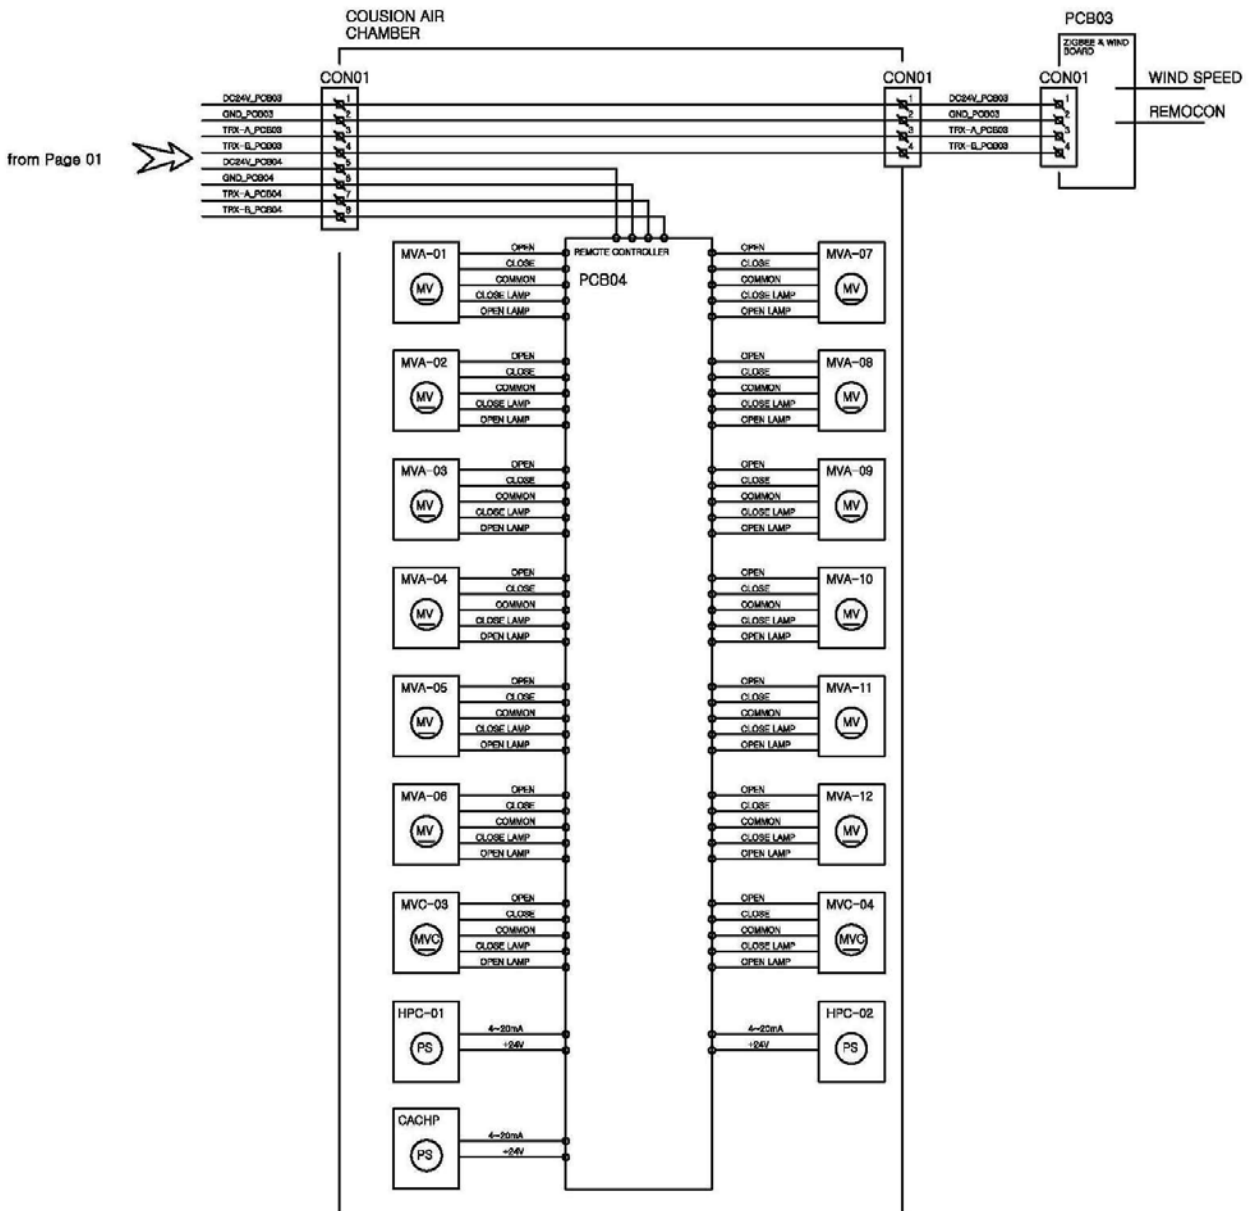 COUSION AIR
CHAMBER
PCB03
ZIGBEE & WIND
BOARD
CON01
CON01
CON01
WIND SPEED
REMOCON
DC24V_PCB03
1
1
DC24V_PCB03
1
GND_PCB03
2
2
GND_PCB03
2
TRX-A_PCB03
3
3
TRX-A_PCB03
3
TRX-B_PCB03
4
4
TRX-B_PCB03
4
from Page 01
DC24V_PCB04
5
GND_PCB04
6
TRX-A_PCB04
7
TRX-B_PCB04
8
REMOTE CONTROLLER
PCB04
MVA-01
MV
OPEN
CLOSE
COMMON
CLOSE LAMP
OPEN LAMP
OPEN
CLOSE
COMMON
CLOSE LAMP
OPEN LAMP
MVA-07
MV
MVA-02
MV
OPEN
CLOSE
COMMON
CLOSE LAMP
OPEN LAMP
OPEN
CLOSE
COMMON
CLOSE LAMP
OPEN LAMP
MVA-08
MV
MVA-03
MV
OPEN
CLOSE
COMMON
CLOSE LAMP
OPEN LAMP
OPEN
CLOSE
COMMON
CLOSE LAMP
OPEN LAMP
MVA-09
MV
MVA-04
MV
OPEN
CLOSE
COMMON
CLOSE LAMP
OPEN LAMP
OPEN
CLOSE
COMMON
CLOSE LAMP
OPEN LAMP
MVA-10
MV
MVA-05
MV
OPEN
CLOSE
COMMON
CLOSE LAMP
OPEN LAMP
OPEN
CLOSE
COMMON
CLOSE LAMP
OPEN LAMP
MVA-11
MV
MVA-06
MV
OPEN
CLOSE
COMMON
CLOSE LAMP
OPEN LAMP
OPEN
CLOSE
COMMON
CLOSE LAMP
OPEN LAMP
MVA-12
MV
MVC-03
MVC
OPEN
CLOSE
COMMON
CLOSE LAMP
OPEN LAMP
OPEN
CLOSE
COMMON
CLOSE LAMP
OPEN LAMP
MVC-04
MVC
HPC-01
PS
4~20mA
+24V
4~20mA
+24V
HPC-02
PS
CACHP
PS
4~20mA
+24V